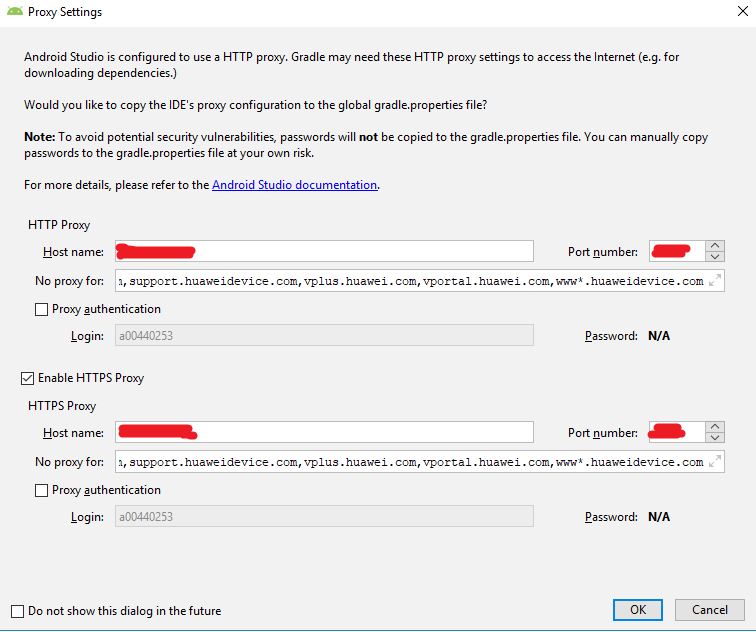 Proxy Settings
Android Studio is configured to use a HTTP proxy. Gradle may need these HTTP proxy settings to access the Internet (e.g. for
downloading dependencies.)
Would you like to copy the IDE's proxy configuration to the global gradle.properties file?
Note: To avoid potential security vulnerabilities, passwords will not be copied to the gradle.properties file. You can manually copy
passwords to the gradle.properties file at your own risk.
For more details, please refer to the Android Studio documentation.
HTTP Proxy
Host name: Port number:
No proxy for: ,support.huaweidevice.com,vplus.huawei.com,vportal.huawei.com,www*.huaweidevice.com
Proxy authentication
Login: a00440253 Password: N/A
Enable HTTPS Proxy
HTTPS Proxy
Host name: Port number:
No proxy for: ,support.huaweidevice.com,vplus.huawei.com,vportal.huawei.com,www*.huaweidevice.com
Proxy authentication
Login: a00440253 Password: N/A
Do not show this dialog in the future OK Cancel